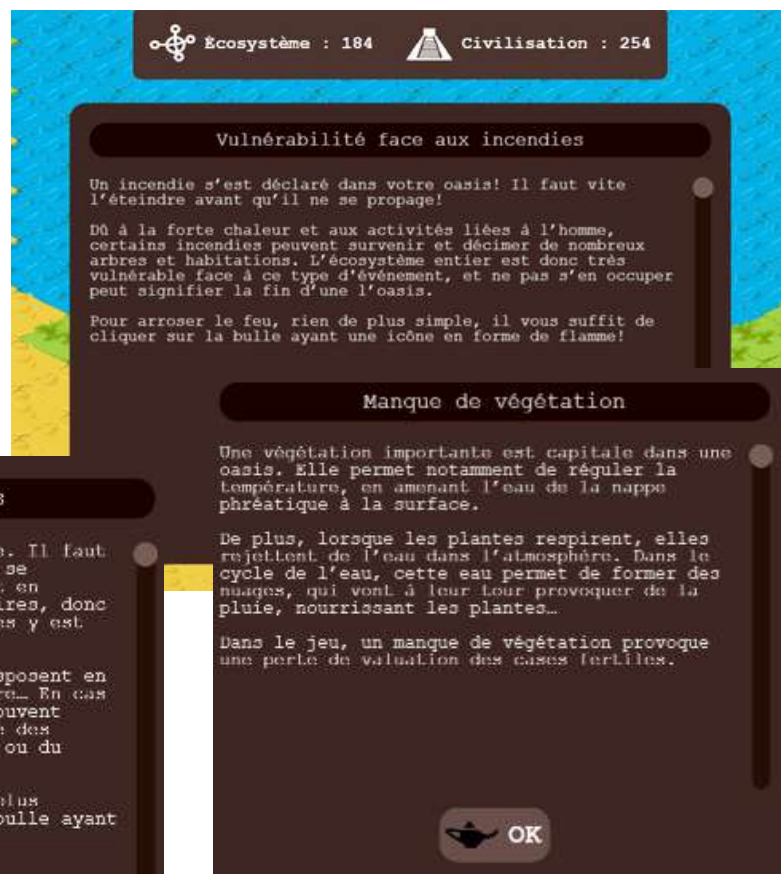 Écosystème : 184
Civilisation : 254
Vulnérabilité face aux incendies
Un incendie s'est déclaré dans votre oasis! Il faut vite
l'éteindre avant qu'il ne se propage!
Dû à la forte chaleur et aux activités liées à l'homme,
certains incendies peuvent survenir et décimer de nombreux
arbres et habitations. L'écosystème entier est donc très
vulnérable face à ce type d'événement, et ne pas s'en occuper
peut signifier la fin d'une l'oasis.
Pour arroser le feu, rien de plus simple, il vous suffit de
cliquer sur la bulle ayant une icône en forme de flamme!
Manque de végétation
Une végétation importante est capitale dans une
oasis. Elle permet notamment de réguler la
température, en amenant l'eau de la nappe
phréatique à la surface.
De plus, lorsque les plantes respirent, elles
rejettent de l'eau dans l'atmosphère. Dans le
cycle de l'eau, cette eau permet de former des
nuages, qui vont à leur tour provoquer de la
pluie, nourrissant les plantes…
Dans le jeu, un manque de végétation provoque
une perte de valuation des cases fertiles.
OK
s
e. Il faut
se
en
ires, donc
es y est
sposent en
re… En cas
ouvent
des
ou du
plus
bulle ayant